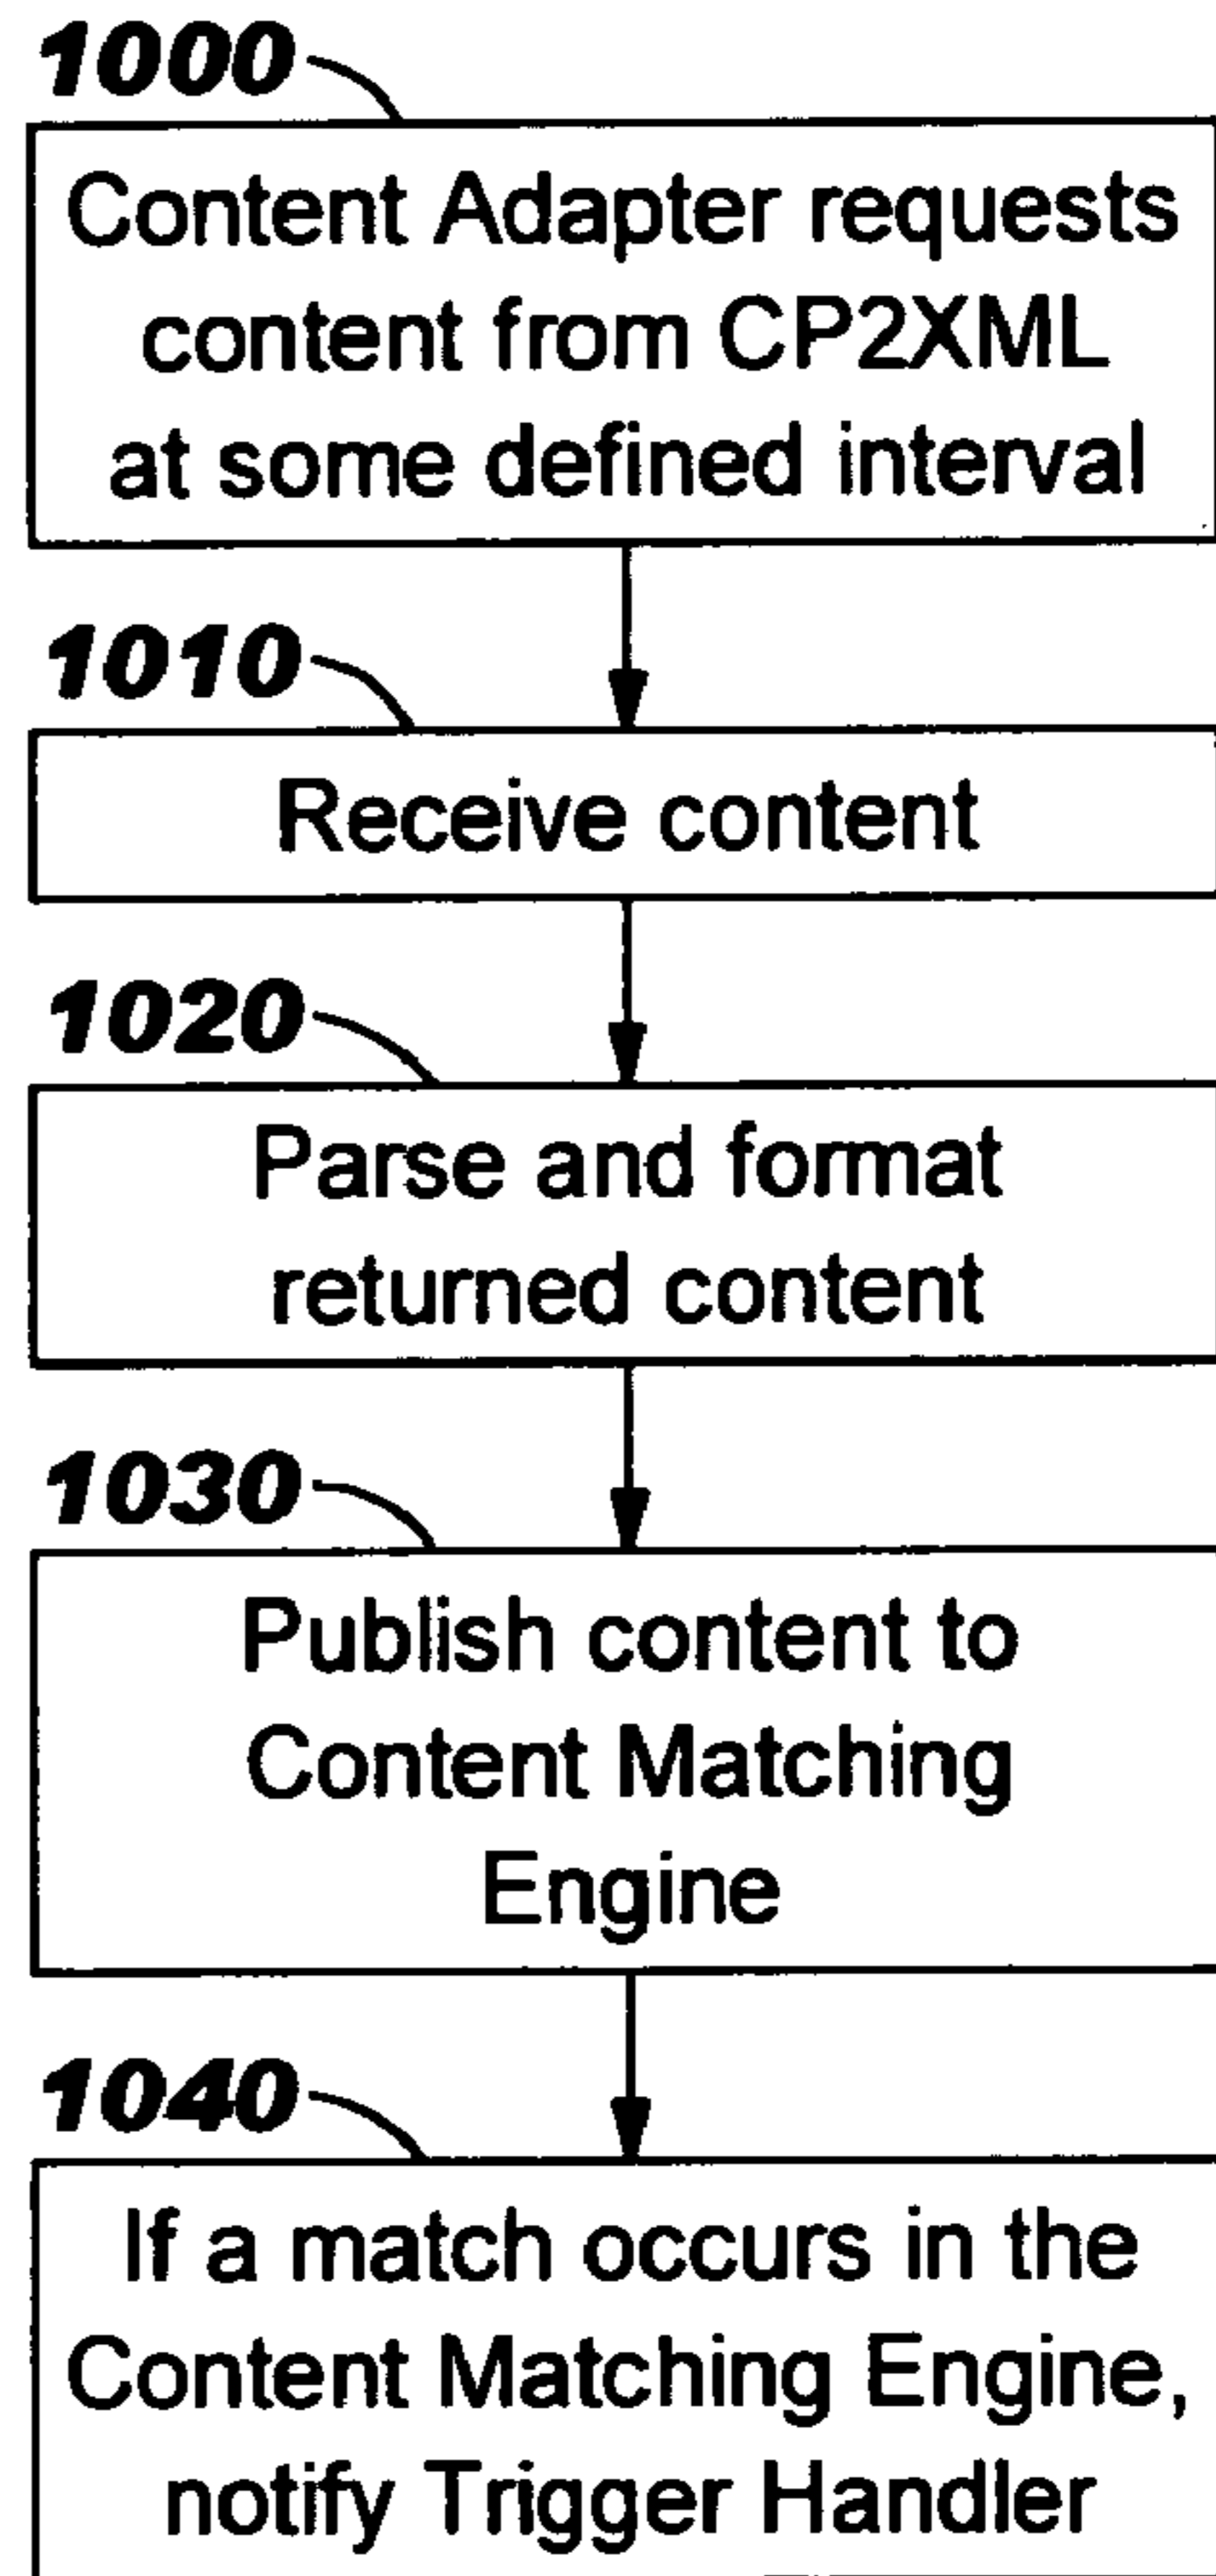 1000
Content Adapter requests
content from CP2XML
at some defined interval
1010
Receive content
1020
Parse and format
returned content
1030
Publish content to
Content Matching
Engine
1040
If a match occurs in the
Content Matching Engine,
notify Trigger Handler